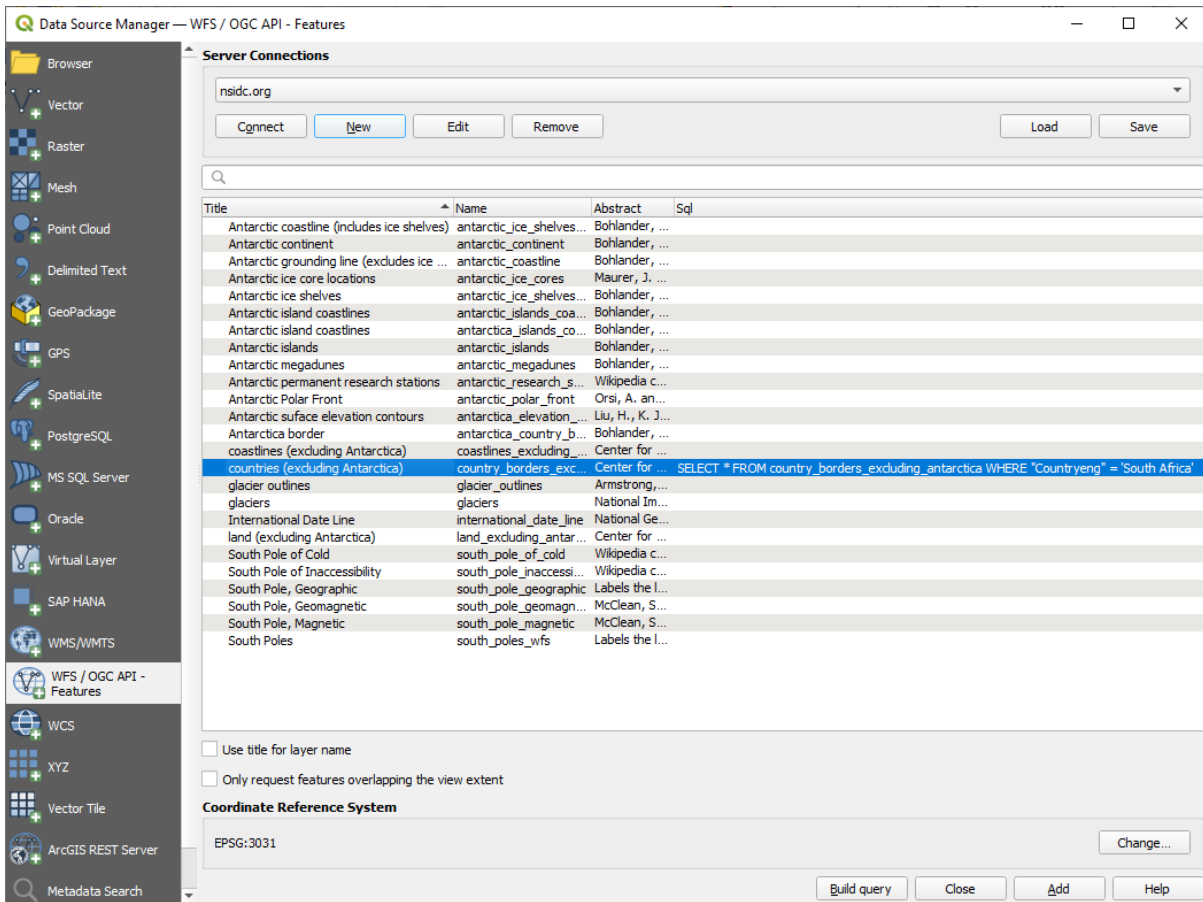 Data Source Manager — WFS / OGC API - Features
Browser
Vector
Raster
Mesh
Point Cloud
Delimited Text
GeoPackage
GPS
SpatiaLite
PostgreSQL
MS SQL Server
Oracle
Virtual Layer
SAP HANA
WMS/WMTS
WFS / OGC API -
Features
WCS
XYZ
Vector Tile
ArcGIS REST Server
Metadata Search
Server Connections
nsidc.org
Connect New Edit Remove Load Save
Title Name Abstract Sql
Antarctic coastline (includes ice shelves) antarctic_ice_shelves... Bohlander, ...
Antarctic continent antarctic_continent Bohlander, ...
Antarctic grounding line (excludes ice ... antarctic_coastline Bohlander, ...
Antarctic ice core locations antarctic_ice_cores Maurer, J. ...
Antarctic ice shelves antarctic_ice_shelves... Bohlander, ...
Antarctic island coastlines antarctic_islands_coa... Bohlander, ...
Antarctic island coastlines antarctica_islands_co... Bohlander, ...
Antarctic islands antarctic_islands Bohlander, ...
Antarctic megadunes antarctic_megadunes Bohlander, ...
Antarctic permanent research stations antarctic_research_s... Wikipedia c...
Antarctic Polar Front antarctic_polar_front Orsi, A. an...
Antarctic suface elevation contours antarctica_elevation_... Liu, H., K. J...
Antarctica border antarctica_country_b... Bohlander, ...
coastlines (excluding Antarctica) coastlines_excluding_... Center for ...
countries (excluding Antarctica) country_borders_exc... Center for ... SELECT * FROM country_borders_excluding_antarctica WHERE "Countryeng" = 'South Africa'
glacier outlines glacier_outlines Armstrong,...
glaciers glaciers National Im...
International Date Line international_date_line National Ge...
land (excluding Antarctica) land_excluding_antar... Center for ...
South Pole of Cold south_pole_of_cold Wikipedia c...
South Pole of Inaccessibility south_pole_inaccessi... Wikipedia c...
South Pole, Geographic south_pole_geographic Labels the l...
South Pole, Geomagnetic south_pole_geomagn... McClean, S...
South Pole, Magnetic south_pole_magnetic McClean, S...
South Poles south_poles_wfs Labels the l...
Use title for layer name
Only request features overlapping the view extent
Coordinate Reference System
EPSG:3031 Change...
Build query Close Add Help